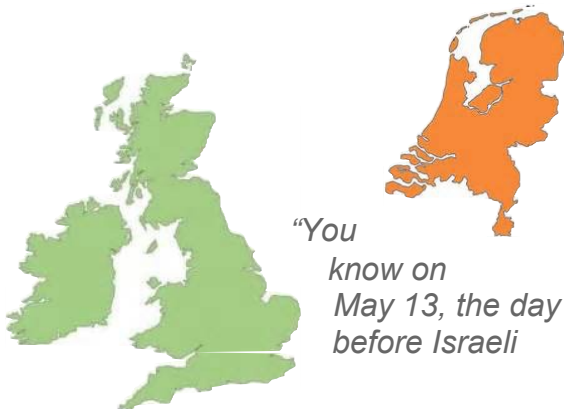 “You
know on
May 13, the day
before Israeli